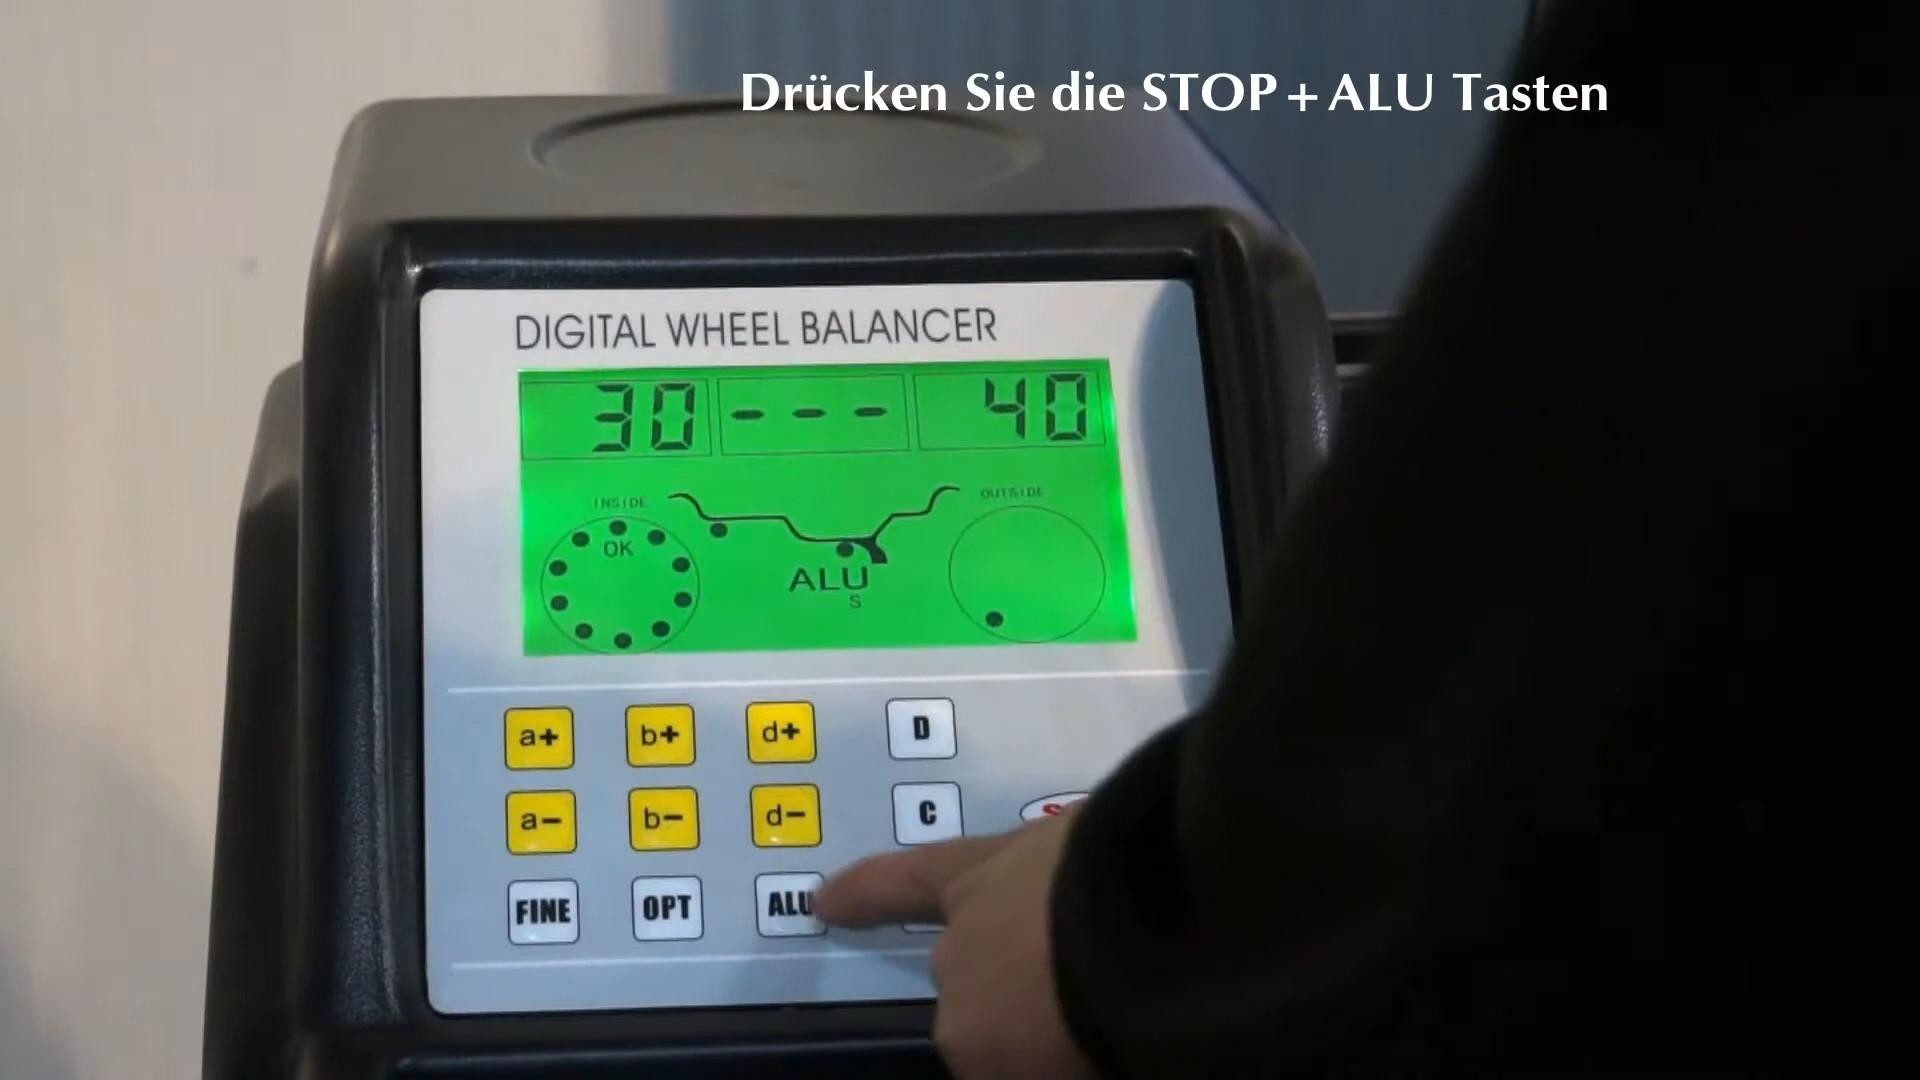 Drücken Sie die STOP+ALU Tasten
DIGITAL WHEEL BALANCER
30 --- 40
INSIDE OUTSIDE
OK
ALU
S
a+ b+ d+ D
a- b- d- C
FINE OPT ALU